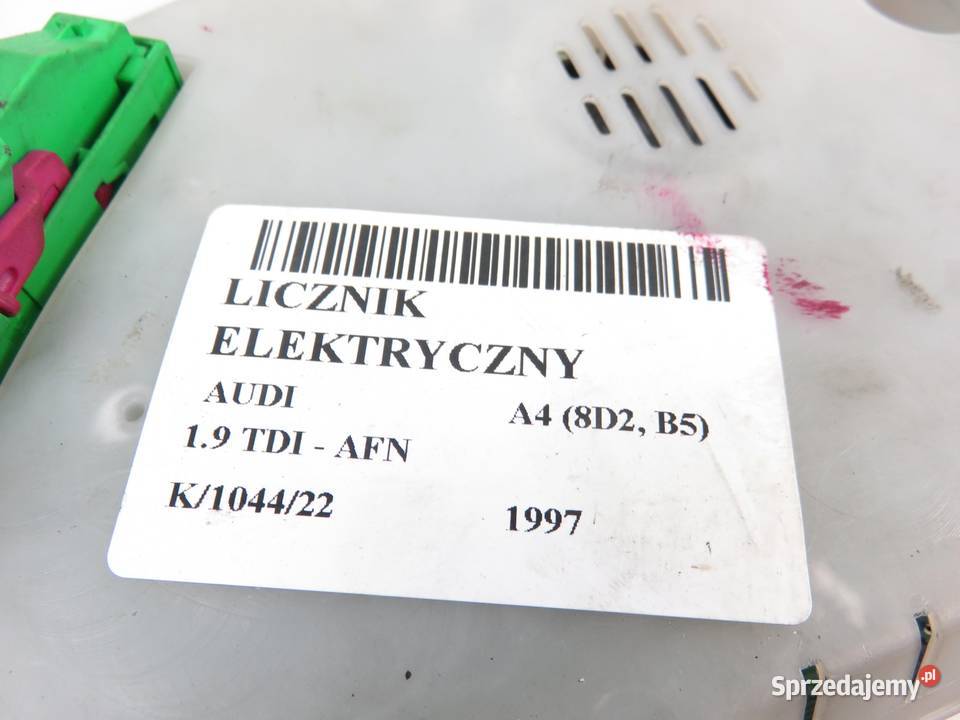 LICZNIK
ELEKTRYCZNY
AUDI A4 (8D2, B5)
1.9 TDI - AFN
K/1044/22 1997
Sprzedajemy.pl